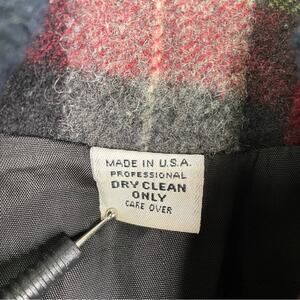 MADE IN U.S.A.
PROFESSIONAL
DRY CLEAN
ONLY
CARE OVER